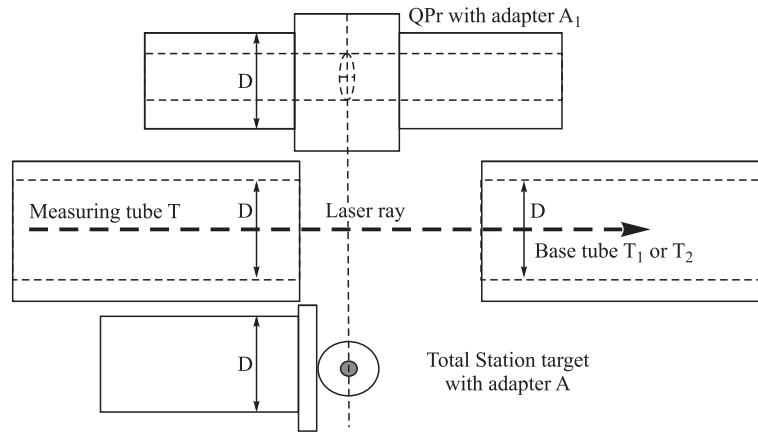 QPr with adapter A₁
D
Measuring tube T
D
Laser ray
D
Base tube T₁ or T₂
D
Total Station target
with adapter A